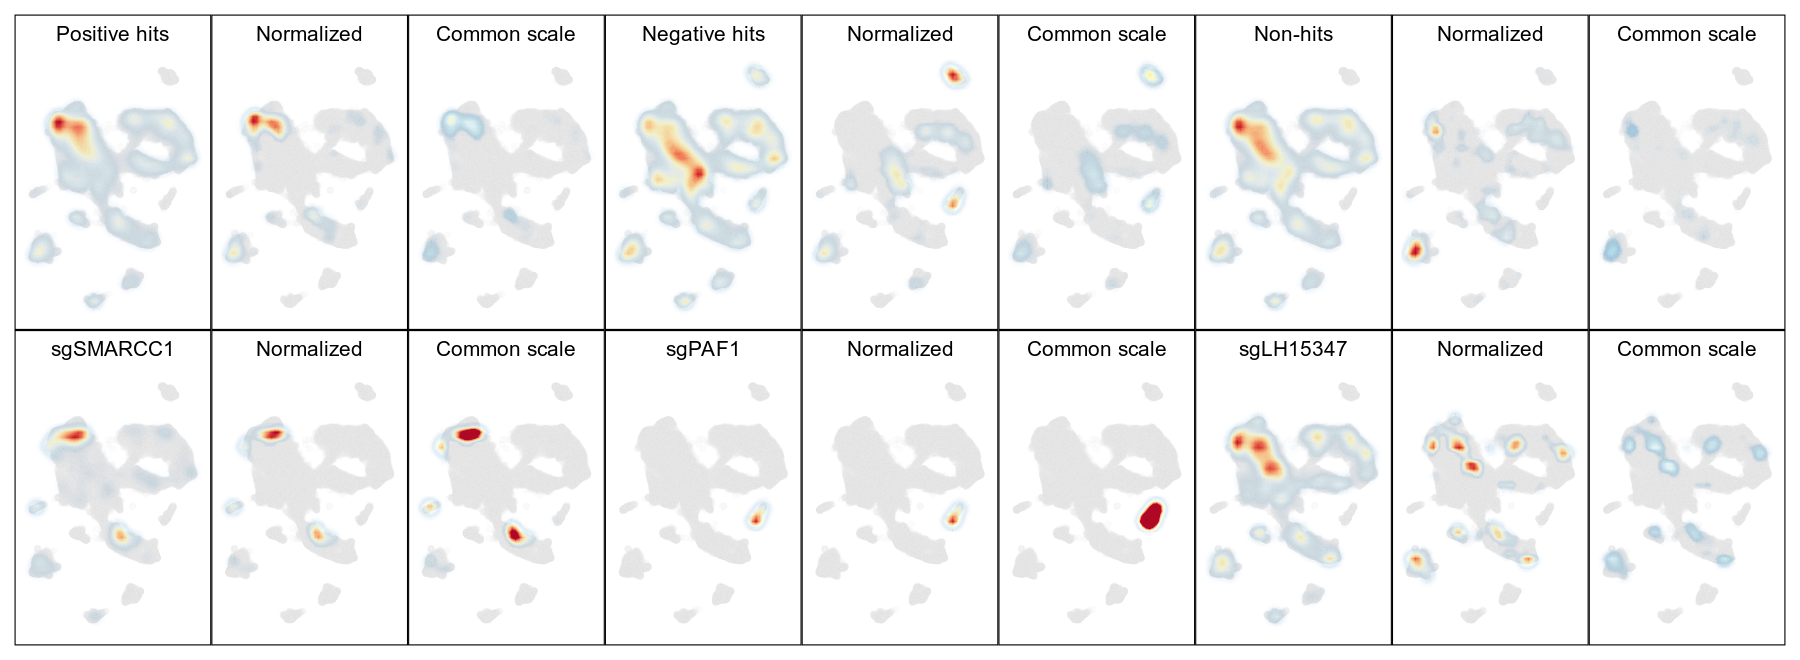 Positive hits
Normalized
Common scale
Negative hits
Normalized
Common scale
Non-hits
Normalized
Common scale
sgSMARCC1
Normalized
Common scale
sgPAF1
Normalized
Common scale
sgLH15347
Normalized
Common scale